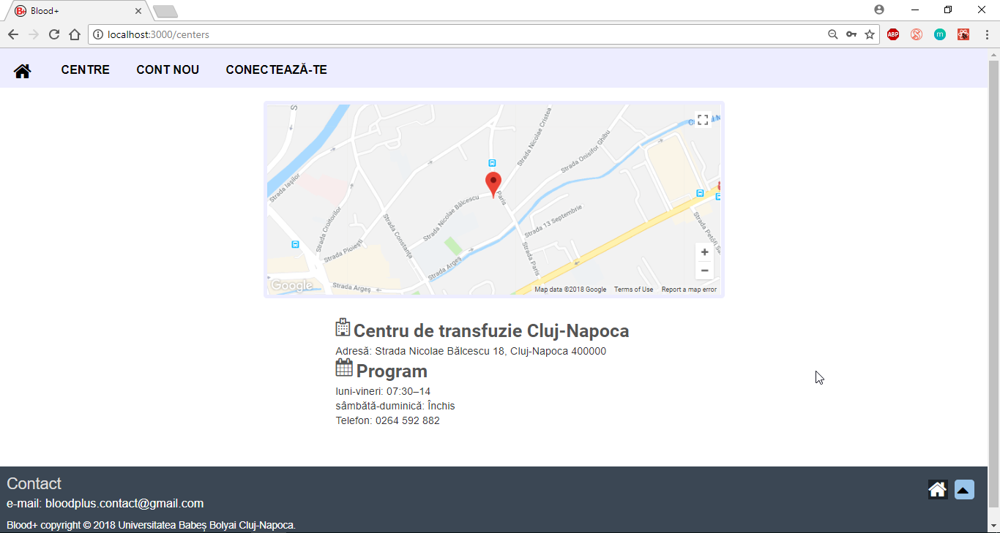 Blood+
localhost:3000/centers
ABP
m
CENTRE
CONT NOU
CONECTEAZĂ-TE
Strada Nicolae Cristea
Strada Onisifor Ghibu
Strada Iașilor
Strada Croitorilor
Strada Ploiești
Strada Constanța
Strada Nicolae Bălcescu
Paris
Strada 13 Septembrie
Strada Paris
Strada Argeș
Strada Argeș
Google
Map data ©2018 Google
Terms of Use
Report a map error
Centru de transfuzie Cluj-Napoca
Adresă: Strada Nicolae Bălcescu 18, Cluj-Napoca 400000
Program
luni-vineri: 07:30–14
sâmbătă-duminică: Închis
Telefon: 0264 592 882
Contact
e-mail: bloodplus.contact@gmail.com
Blood+ copyright © 2018 Universitatea Babeș Bolyai Cluj-Napoca.